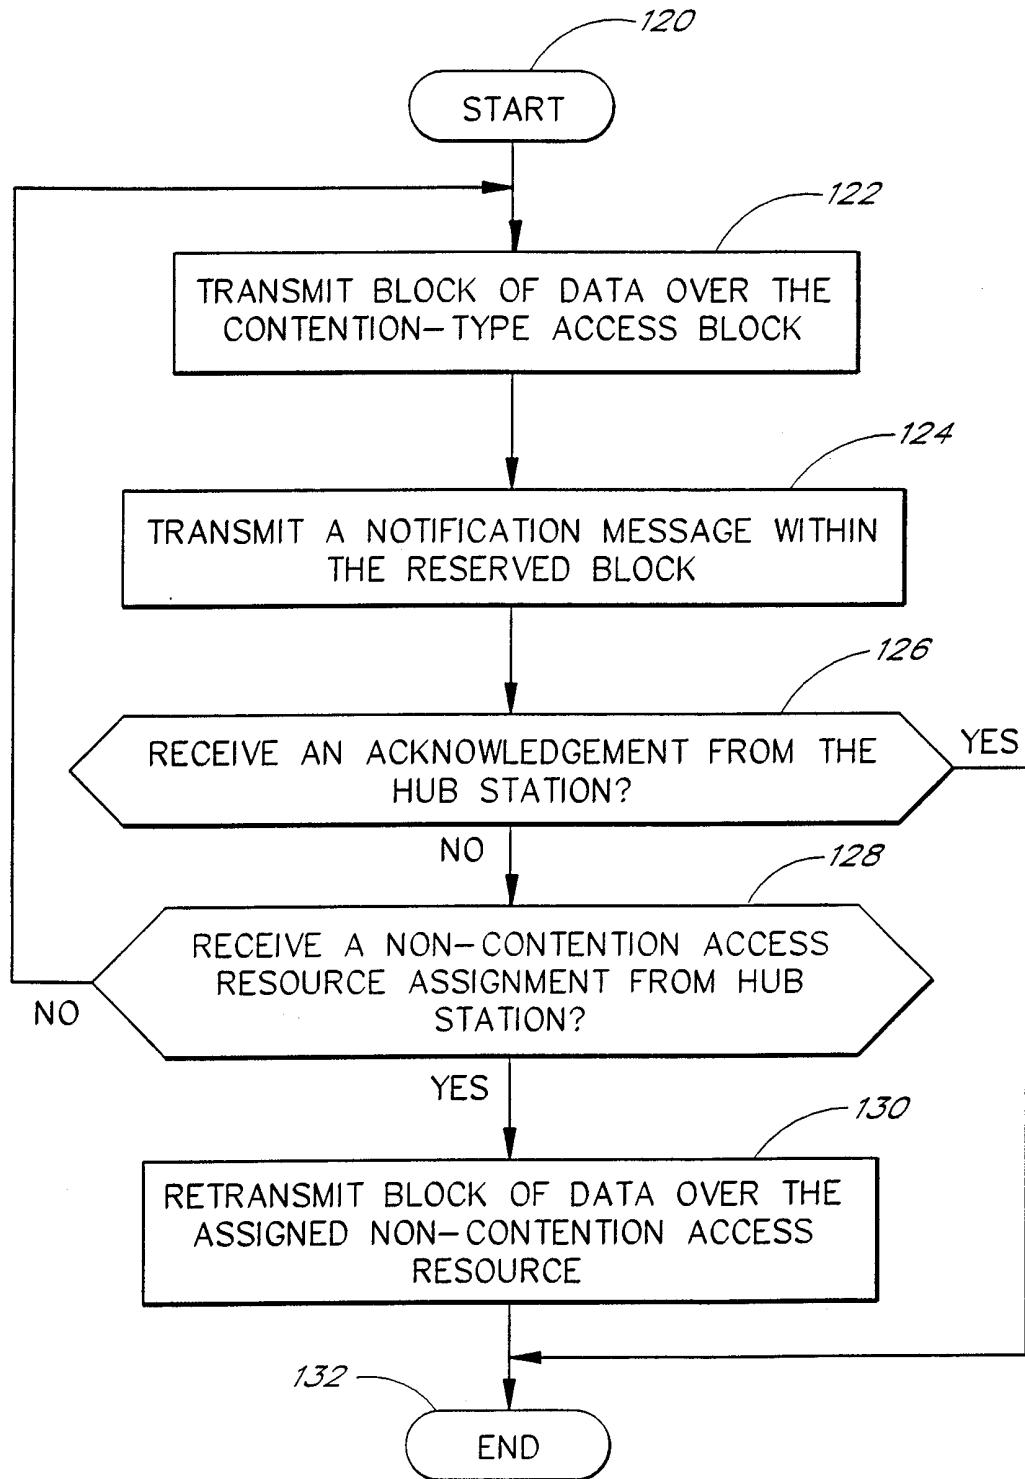 120
START
122
TRANSMIT BLOCK OF DATA OVER THE
CONTENTION-TYPE ACCESS BLOCK
124
TRANSMIT A NOTIFICATION MESSAGE WITHIN
THE RESERVED BLOCK
126
RECEIVE AN ACKNOWLEDGEMENT FROM THE
HUB STATION?
YES
NO
128
RECEIVE A NON-CONTENTION ACCESS
RESOURCE ASSIGNMENT FROM HUB
STATION?
NO
YES
130
RETRANSMIT BLOCK OF DATA OVER THE
ASSIGNED NON-CONTENTION ACCESS
RESOURCE
132
END